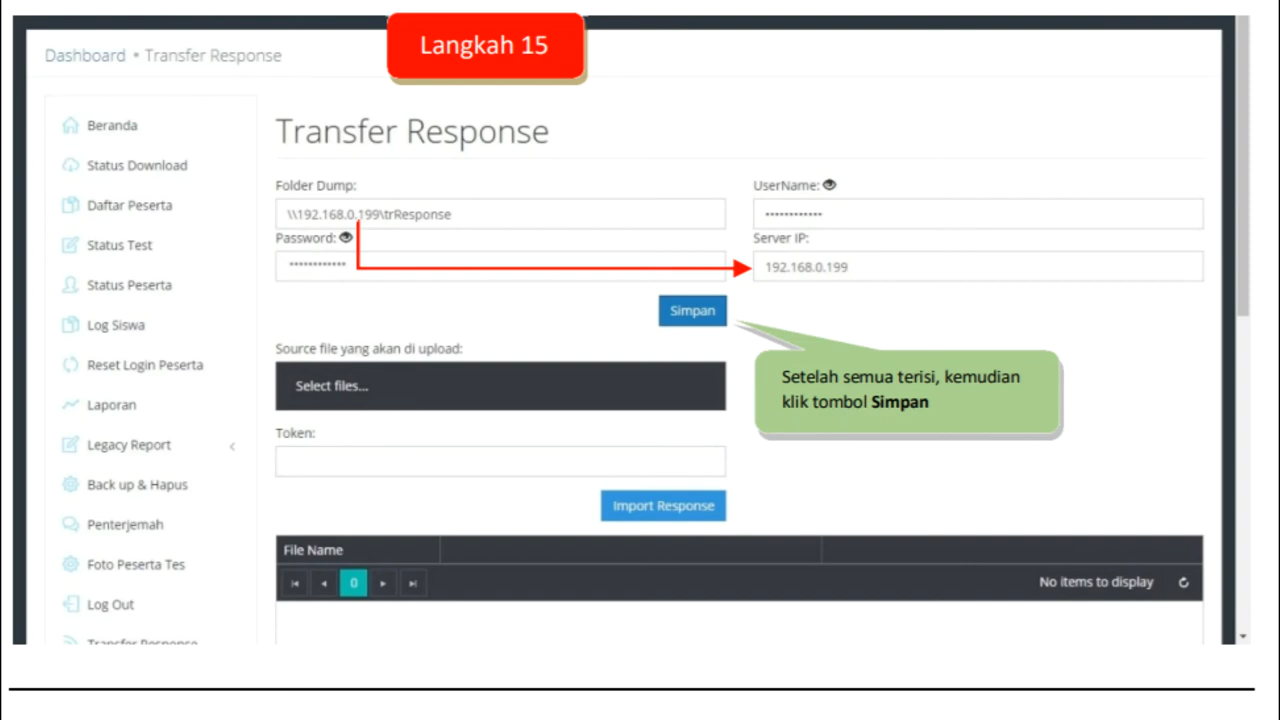 Langkah 15
Dashboard • Transfer Response
Beranda
Status Download
Daftar Peserta
Status Test
Status Peserta
Log Siswa
Reset Login Peserta
Laporan
Legacy Report
Back up & Hapus
Penterjemah
Foto Peserta Tes
Log Out
Transfer Response
Transfer Response
Folder Dump:
\\192.168.0.199\trResponse
UserName:
••••••••••••
Password:
••••••••••••
Server IP:
192.168.0.199
Simpan
Setelah semua terisi, kemudian
klik tombol Simpan
Source file yang akan di upload:
Select files...
Token:
Import Response
File Name
0
No items to display